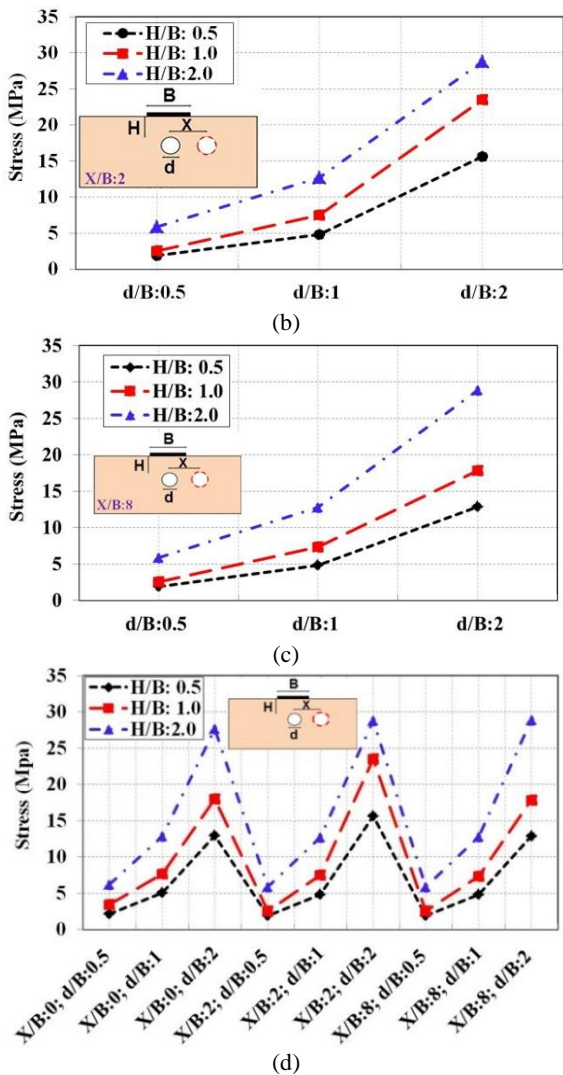 35
30
25
20
15
10
5
0
Stress (MPa)
H/B: 0.5
H/B: 1.0
H/B:2.0
B
H
X
d
X/B:2
d/B:0.5
d/B:1
d/B:2
(b)
35
30
25
20
15
10
5
0
Stress (MPa)
H/B: 0.5
H/B: 1.0
H/B:2.0
B
H
X
d
X/B:8
d/B:0.5
d/B:1
d/B:2
(c)
35
30
25
20
15
10
5
0
Stress (Mpa)
H/B: 0.5
H/B: 1.0
H/B:2.0
B
H
X
d
X/B:0; d/B:0.5
X/B:0; d/B:1
X/B:0; d/B:2
X/B:2; d/B:0.5
X/B:2; d/B:1
X/B:2; d/B:2
X/B:8; d/B:0.5
X/B:8; d/B:1
X/B:8; d/B:2
(d)